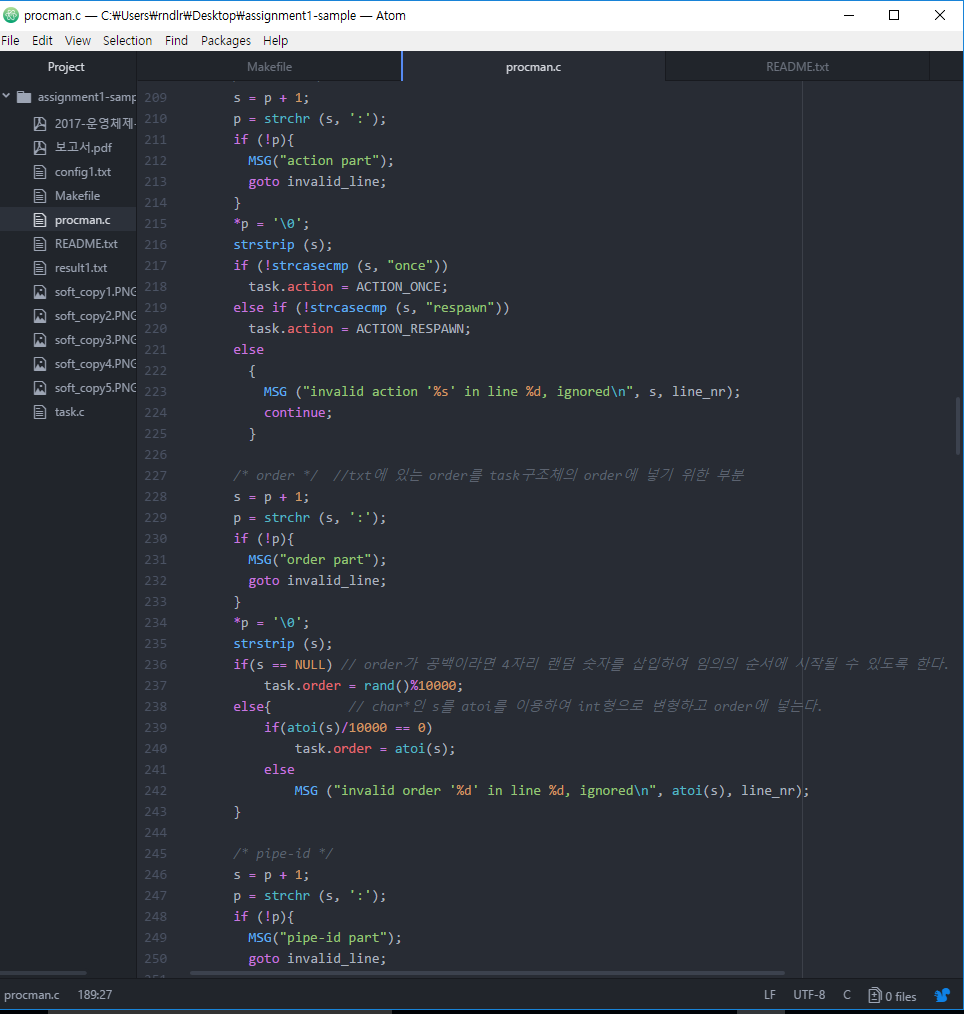 procman.c — C:₩Users₩rndlr₩Desktop₩assignment1-sample — Atom
File Edit View Selection Find Packages Help
Project Makefile procman.c README.txt
assignment1-samp
2017-운영체제-
보고서.pdf
config1.txt
Makefile
procman.c
README.txt
result1.txt
soft_copy1.PNG
soft_copy2.PNG
soft_copy3.PNG
soft_copy4.PNG
soft_copy5.PNG
task.c
209 s = p + 1;
210 p = strchr (s, ':');
211 if (!p){
212 MSG("action part");
213 goto invalid_line;
214 }
215 *p = '\0';
216 strstrip (s);
217 if (!strcasecmp (s, "once"))
218 task.action = ACTION_ONCE;
219 else if (!strcasecmp (s, "respawn"))
220 task.action = ACTION_RESPAWN;
221 else
222 {
223 MSG ("invalid action '%s' in line %d, ignored\n", s, line_nr);
224 continue;
225 }
226
227 /* order */ //txt에 있는 order를 task구조체의 order에 넣기 위한 부분
228 s = p + 1;
229 p = strchr (s, ':');
230 if (!p){
231 MSG("order part");
232 goto invalid_line;
233 }
234 *p = '\0';
235 strstrip (s);
236 if(s == NULL) // order가 공백이라면 4자리 랜덤 숫자를 삽입하여 임의의 순서에 시작될 수 있도록 한다.
237 task.order = rand()%10000;
238 else{ // char*인 s를 atoi를 이용하여 int형으로 변형하고 order에 넣는다.
239 if(atoi(s)/10000 == 0)
240 task.order = atoi(s);
241 else
242 MSG ("invalid order '%d' in line %d, ignored\n", atoi(s), line_nr);
243 }
244
245 /* pipe-id */
246 s = p + 1;
247 p = strchr (s, ':');
248 if (!p){
249 MSG("pipe-id part");
250 goto invalid_line;
procman.c 189:27 LF UTF-8 C 0 files